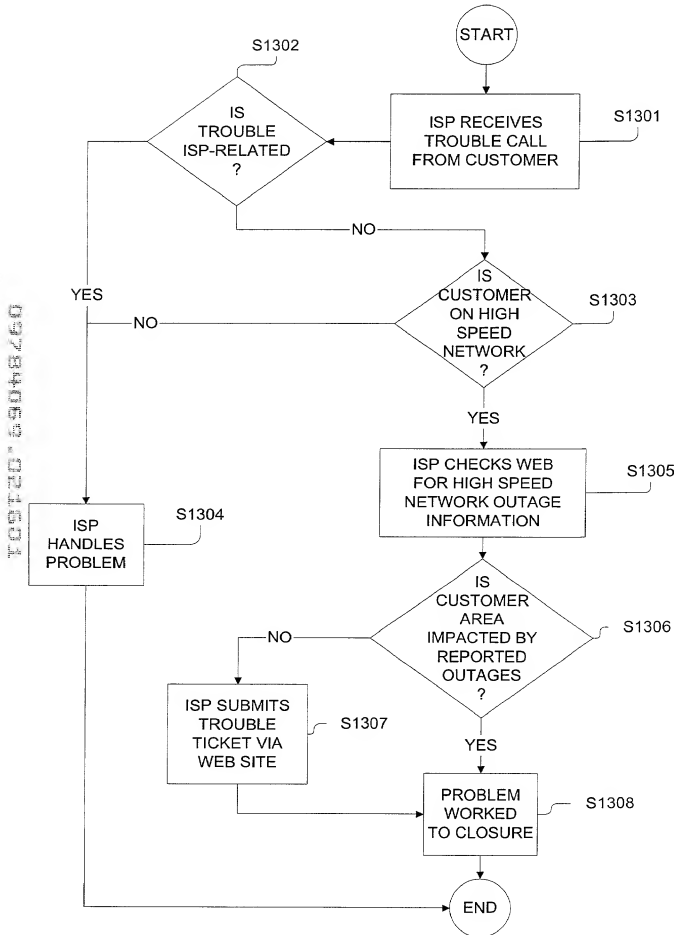 START
S1302
IS
TROUBLE
ISP-RELATED
?
ISP RECEIVES
TROUBLE CALL
FROM CUSTOMER
S1301
NO
YES
IS
CUSTOMER
ON HIGH
SPEED
NETWORK
?
S1303
NO
YES
ISP CHECKS WEB
FOR HIGH SPEED
NETWORK OUTAGE
INFORMATION
S1305
ISP
HANDLES
PROBLEM
S1304
IS
CUSTOMER
AREA
IMPACTED BY
REPORTED
OUTAGES
?
S1306
NO
ISP SUBMITS
TROUBLE
TICKET VIA
WEB SITE
S1307
YES
PROBLEM
WORKED
TO CLOSURE
S1308
END